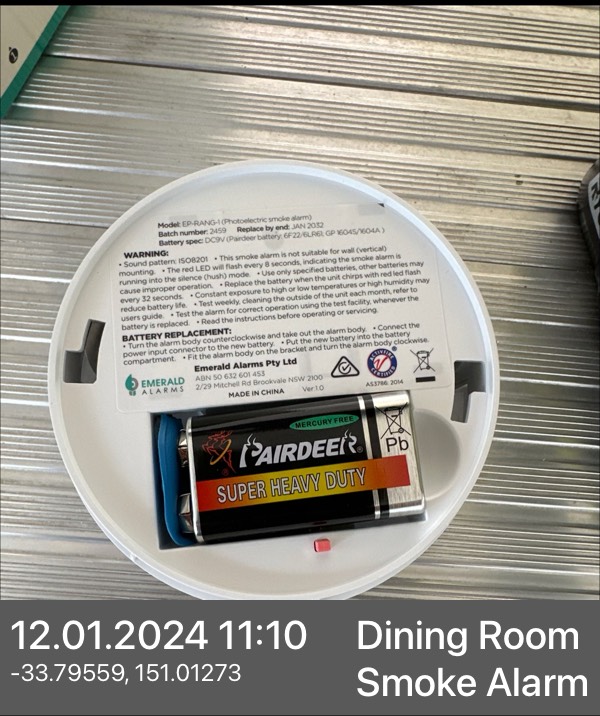 Model: EP-RANG-1 (Photoelectric smoke alarm)
Batch number: 2459 Replace by end: JAN 2032
Battery spec: DC9V (Pairdeer battery: 6F22/6LR61, GP 1604S/1604A )
WARNING:
• Sound pattern: ISO8201 • This smoke alarm is not suitable for wall (vertical)
mounting. • The red LED will flash every 8 seconds, indicating the smoke alarm is
running into the silence (hush) mode. • Use only specified batteries, other batteries may
cause improper operation. • Replace the battery when the unit chirps with red led flash
every 32 seconds. • Constant exposure to high or low temperatures or high humidity may
reduce battery life. • Test weekly, cleaning the outside of the unit each month, refer to
users guide. • Test the alarm for correct operation using the test facility, whenever the
battery is replaced. • Read the instructions before operating or servicing.
BATTERY REPLACEMENT:
• Turn the alarm body counterclockwise and take out the alarm body. • Connect the
power input connector to the new battery. • Put the new battery into the battery
compartment. • Fit the alarm body on the bracket and turn the alarm body clockwise.
EMERALD
ALARMS
Emerald Alarms Pty Ltd
ABN 50 632 601 453
2/29 Mitchell Rd Brookvale NSW 2100
MADE IN CHINA Ver 1.0
ACTIVFIRE
CERTIFIED
AS3786: 2014
MERCURY FREE
PAIRDEER®
SUPER HEAVY DUTY
Pb
12.01.2024 11:10
-33.79559, 151.01273
Dining Room
Smoke Alarm